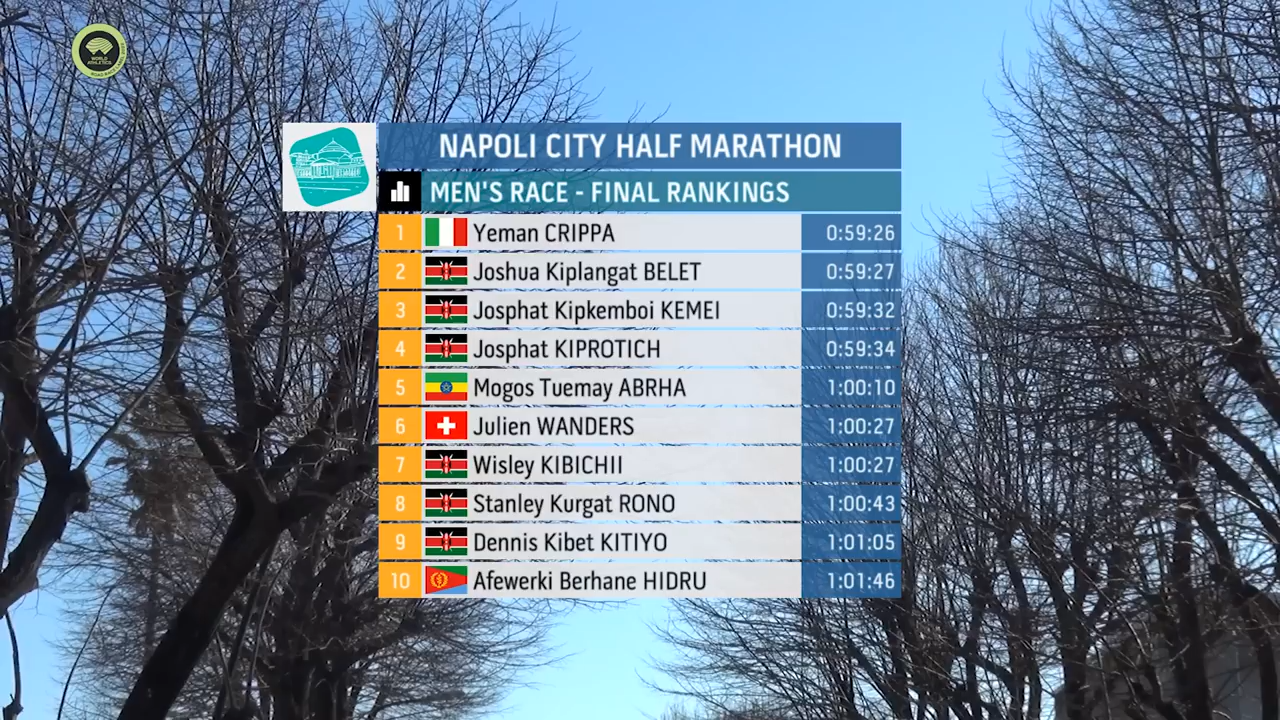 WORLD
ATHLETICS
NAPOLI CITY HALF MARATHON
MEN'S RACE - FINAL RANKINGS
1 Yeman CRIPPA 0:59:26
2 Joshua Kiplangat BELET 0:59:27
3 Josphat Kipkemboi KEMEI 0:59:32
4 Josphat KIPROTICH 0:59:34
5 Mogos Tuemay ABRHA 1:00:10
6 Julien WANDERS 1:00:27
7 Wisley KIBICHII 1:00:27
8 Stanley Kurgat RONO 1:00:43
9 Dennis Kibet KITIYO 1:01:05
10 Afewerki Berhane HIDRU 1:01:46